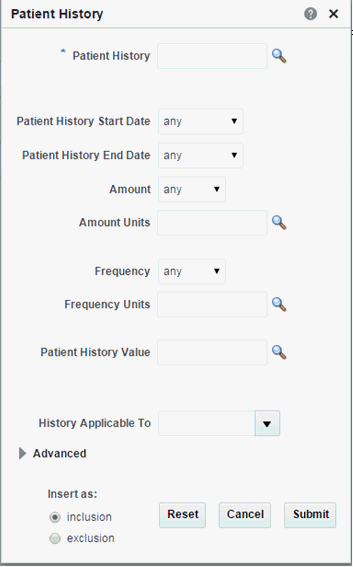 Patient History
* Patient History
Patient History Start Date any
Patient History End Date any
Amount any
Amount Units
Frequency any
Frequency Units
Patient History Value
History Applicable To
Advanced
Insert as:
inclusion
exclusion
Reset Cancel Submit